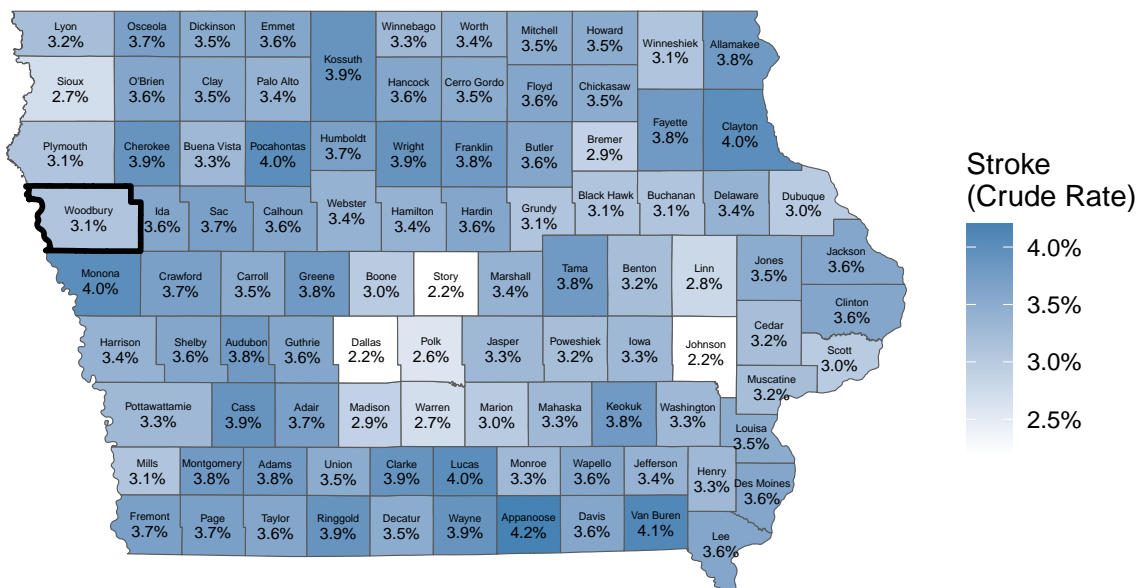 Lyon
3.2%
Osceola
3.7%
Dickinson
3.5%
Emmet
3.6%
Kossuth
3.9%
Winnebago
3.3%
Worth
3.4%
Mitchell
3.5%
Howard
3.5%
Winneshiek
3.1%
Allamakee
3.8%
Sioux
2.7%
O'Brien
3.6%
Clay
3.5%
Palo Alto
3.4%
Hancock
3.6%
Cerro Gordo
3.5%
Floyd
3.6%
Chickasaw
3.5%
Fayette
3.8%
Clayton
4.0%
Plymouth
3.1%
Cherokee
3.9%
Buena Vista
3.3%
Pocahontas
4.0%
Humboldt
3.7%
Wright
3.9%
Franklin
3.8%
Butler
3.6%
Bremer
2.9%
Woodbury
3.1%
Ida
3.6%
Sac
3.7%
Calhoun
3.6%
Webster
3.4%
Hamilton
3.4%
Hardin
3.6%
Grundy
3.1%
Black Hawk
3.1%
Buchanan
3.1%
Delaware
3.4%
Dubuque
3.0%
Monona
4.0%
Crawford
3.7%
Carroll
3.5%
Greene
3.8%
Boone
3.0%
Story
2.2%
Marshall
3.4%
Tama
3.8%
Benton
3.2%
Linn
2.8%
Jones
3.5%
Jackson
3.6%
Clinton
3.6%
Harrison
3.4%
Shelby
3.6%
Audubon
3.8%
Guthrie
3.6%
Dallas
2.2%
Polk
2.6%
Jasper
3.3%
Poweshiek
3.2%
Iowa
3.3%
Johnson
2.2%
Cedar
3.2%
Scott
3.0%
Muscatine
3.2%
Pottawattamie
3.3%
Cass
3.9%
Adair
3.7%
Madison
2.9%
Warren
2.7%
Marion
3.0%
Mahaska
3.3%
Keokuk
3.8%
Washington
3.3%
Louisa
3.5%
Mills
3.1%
Montgomery
3.8%
Adams
3.8%
Union
3.5%
Clarke
3.9%
Lucas
4.0%
Monroe
3.3%
Wapello
3.6%
Jefferson
3.4%
Henry
3.3%
Des Moines
3.6%
Fremont
3.7%
Page
3.7%
Taylor
3.6%
Ringgold
3.9%
Decatur
3.5%
Wayne
3.9%
Appanoose
4.2%
Davis
3.6%
Van Buren
4.1%
Lee
3.6%
Stroke
(Crude Rate)
4.0%
3.5%
3.0%
2.5%